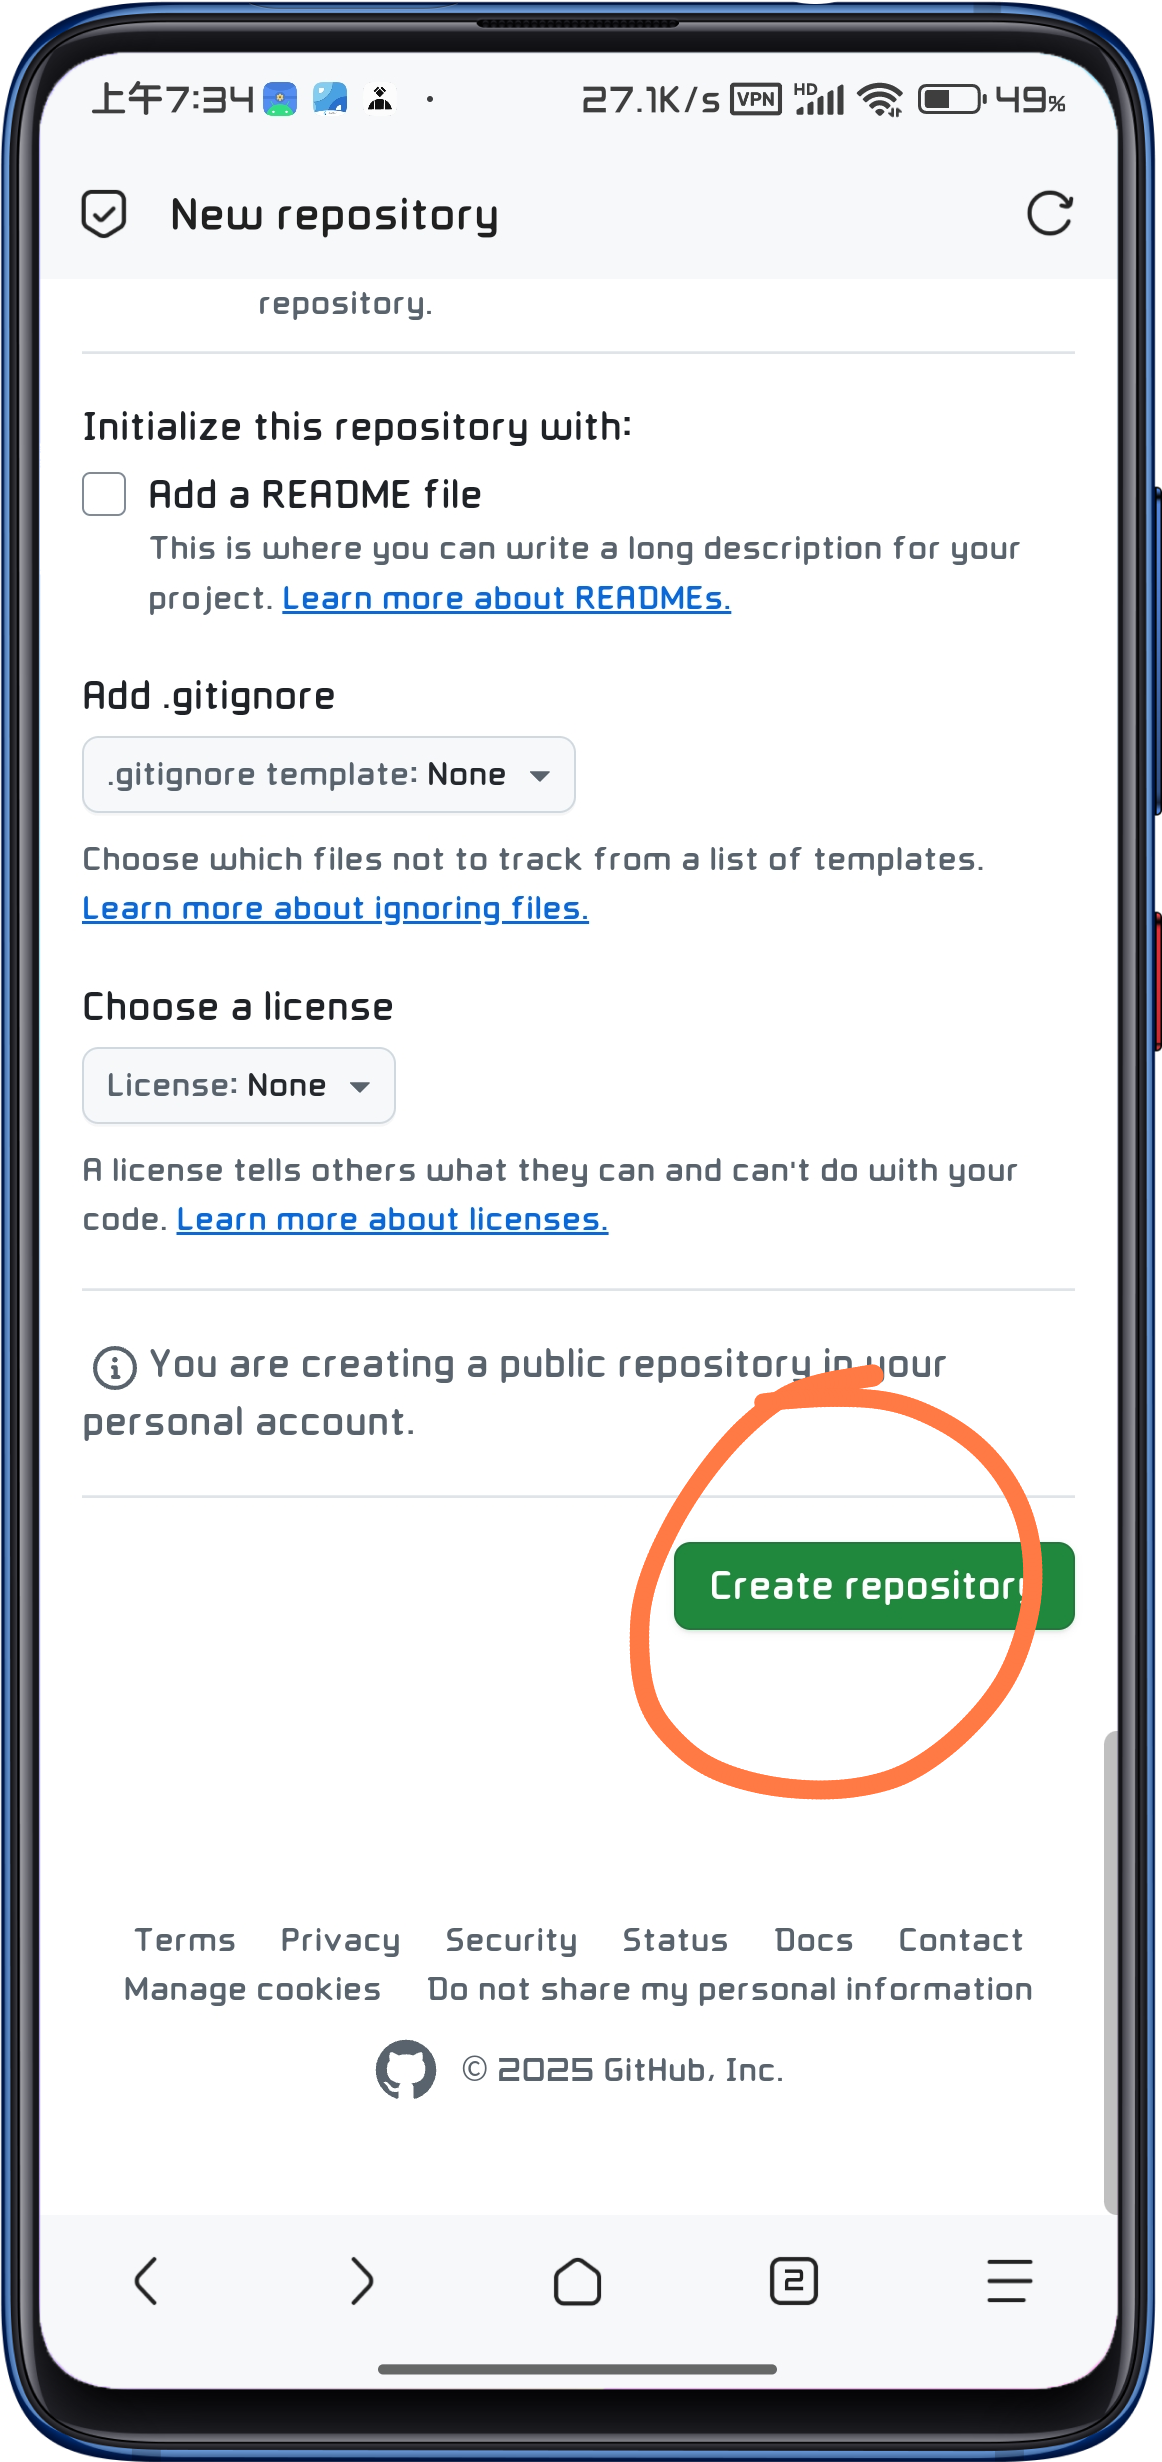 上午7:34
27.1K/s VPN HD 49%
New repository
repository.
Initialize this repository with:
Add a README file
This is where you can write a long description for your
project. Learn more about READMEs.
Add .gitignore
.gitignore template: None
Choose which files not to track from a list of templates.
Learn more about ignoring files.
Choose a license
License: None
A license tells others what they can and can't do with your
code. Learn more about licenses.
You are creating a public repository in your
personal account.
Create repository
Terms Privacy Security Status Docs Contact
Manage cookies Do not share my personal information
© 2025 GitHub, Inc.
2